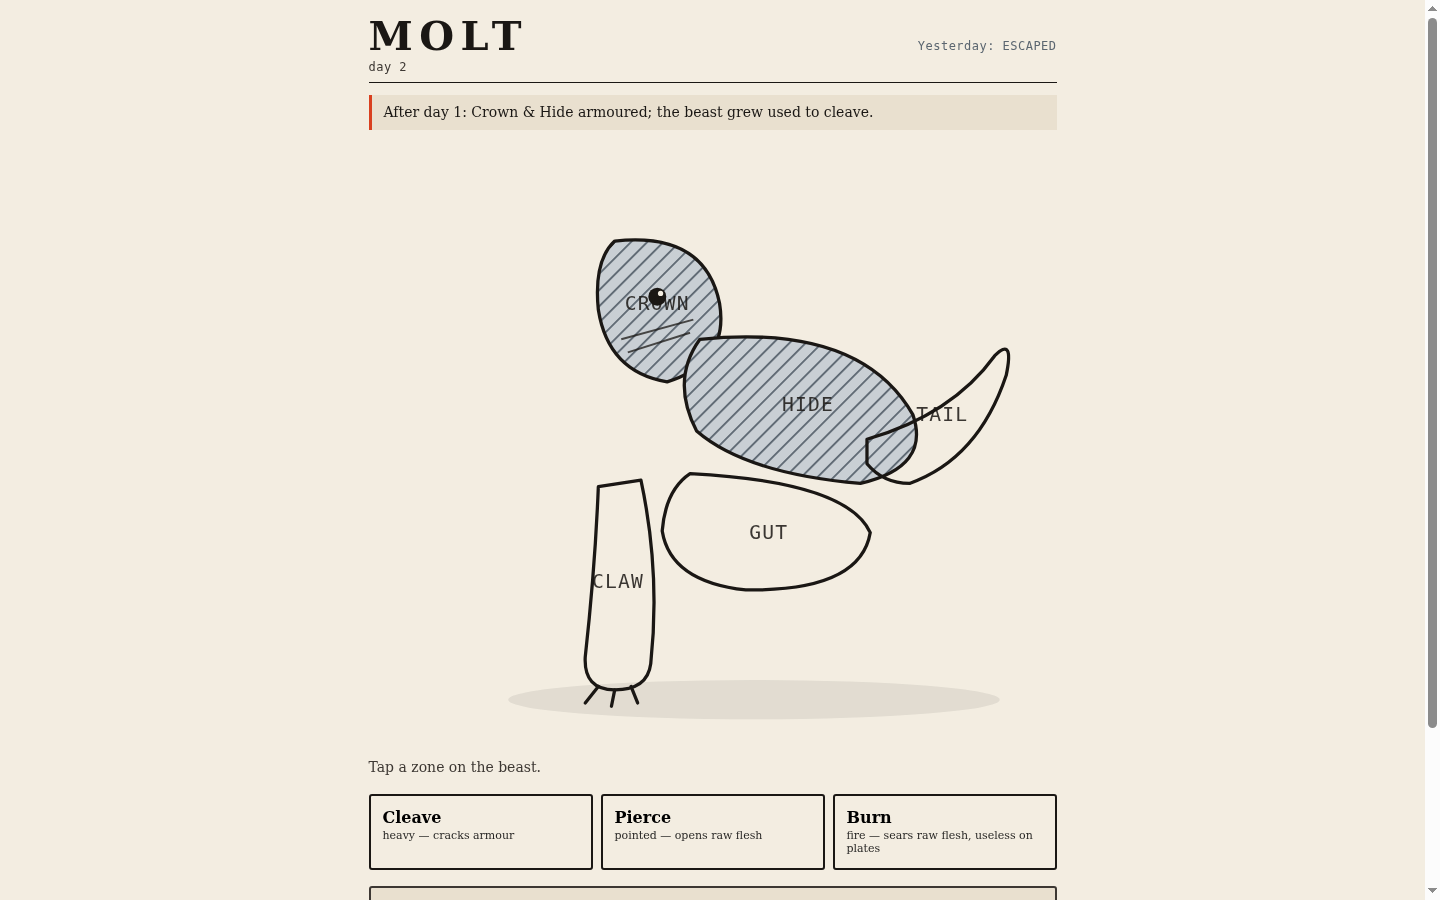 MOLT
day 2
Yesterday: ESCAPED
After day 1: Crown & Hide armoured; the beast grew used to cleave.
CROWN
HIDE
TAIL
GUT
CLAW
Tap a zone on the beast.
Cleave
heavy — cracks armour
Pierce
pointed — opens raw flesh
Burn
fire — sears raw flesh, useless on
plates